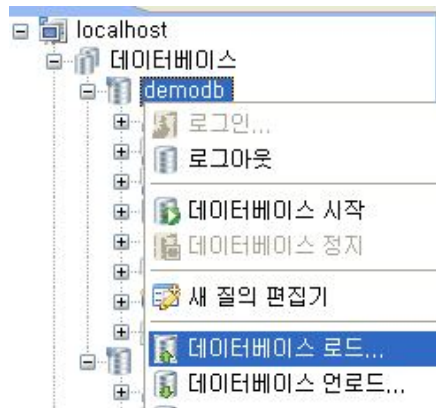 localhost
데이터베이스
demodb
로그인...
로그아웃
데이터베이스 시작
데이터베이스 정지
새 질의 편집기
데이터베이스 로드...
데이터베이스 언로드...